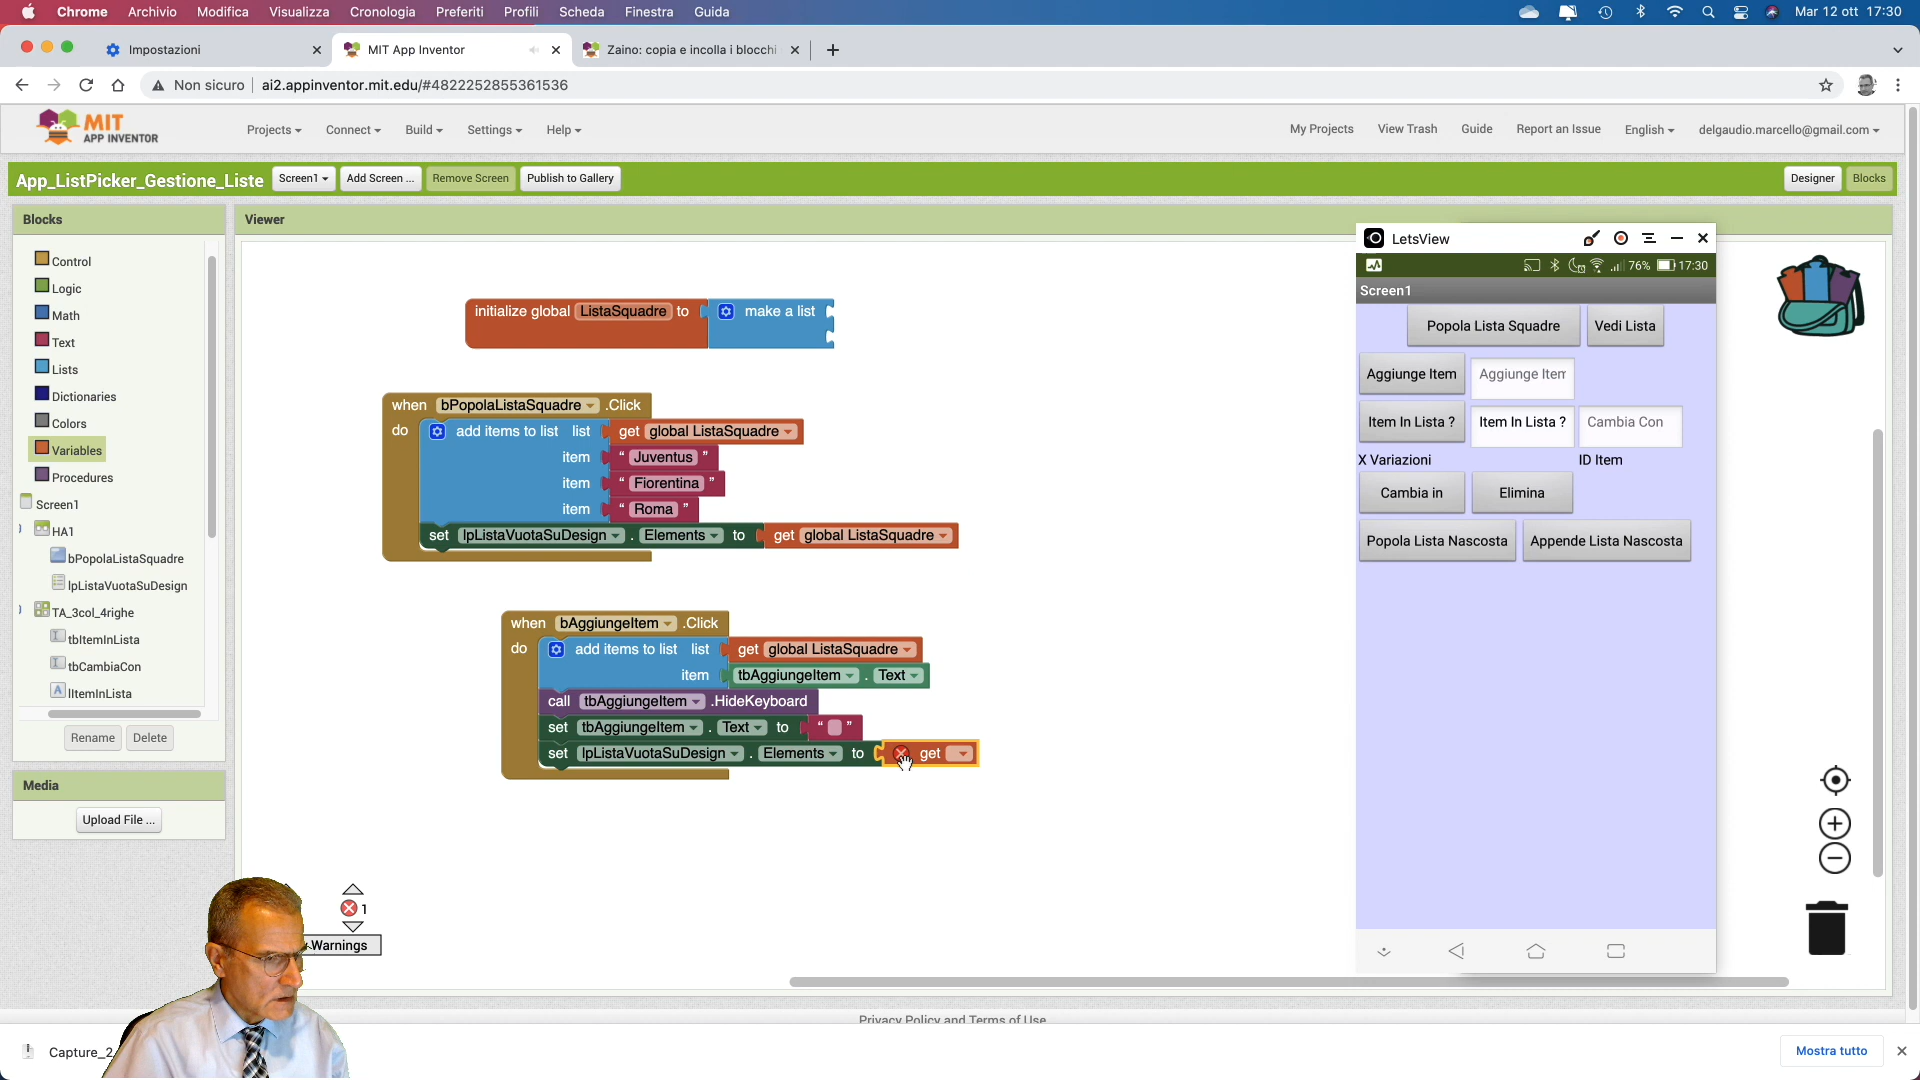 Chrome Archivio Modifica Visualizza Cronologia Preferiti Profili Scheda Finestra Guida Mar 12 ott 17:30
Impostazioni MIT App Inventor Zaino: copia e incolla i blocchi
Non sicuro ai2.appinventor.mit.edu/#4822252855361536
MIT
APP INVENTOR
Projects Connect Build Settings Help My Projects View Trash Guide Report an Issue English delgaudio.marcello@gmail.com
App_ListPicker_Gestione_Liste Screen1 Add Screen ... Remove Screen Publish to Gallery Designer Blocks
Blocks
Control
Logic
Math
Text
Lists
Dictionaries
Colors
Variables
Procedures
Screen1
HA1
bPopolaListaSquadre
lpListaVuotaSuDesign
TA_3col_4righe
tbItemInLista
tbCambiaCon
lItemInLista
Rename Delete
Media
Upload File ...
Viewer
initialize global ListaSquadre to make a list
when bPopolaListaSquadre .Click
do add items to list list get global ListaSquadre
item " Juventus "
item " Fiorentina "
item " Roma "
set lpListaVuotaSuDesign . Elements to get global ListaSquadre
when bAggiungeItem .Click
do add items to list list get global ListaSquadre
item tbAggiungeItem . Text
call tbAggiungeItem .HideKeyboard
set tbAggiungeItem . Text to " "
set lpListaVuotaSuDesign . Elements to get
1
Warnings
LetsView
76% 17:30
Screen1
Popola Lista Squadre Vedi Lista
Aggiunge Item Aggiunge Item
Item In Lista ? Item In Lista ? Cambia Con
X Variazioni ID Item
Cambia in Elimina
Popola Lista Nascosta Appende Lista Nascosta
Privacy Policy and Terms of Use
Capture_2 Mostra tutto